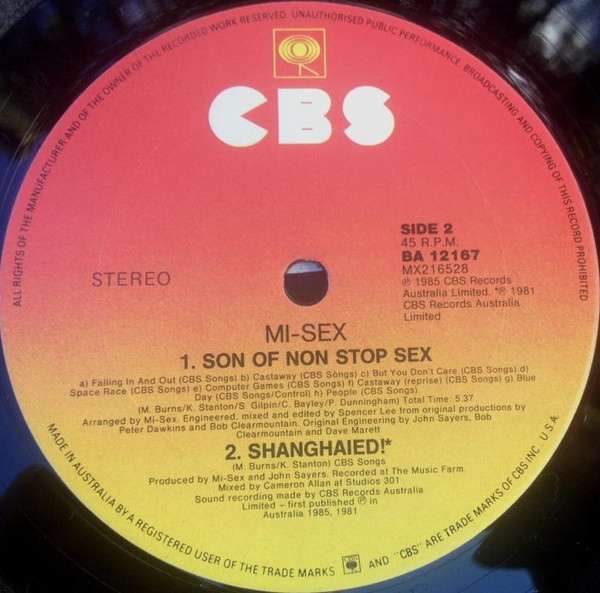 ALL RIGHTS OF THE MANUFACTURER AND OF THE OWNER OF THE RECORDED WORK RESERVED. UNAUTHORISED PUBLIC PERFORMANCE, BROADCASTING AND COPYING OF THIS RECORD PROHIBITED
CBS
STEREO
SIDE 2
45 R.P.M.
BA 12167
MX216528
℗ 1985 CBS Records
Australia Limited. *℗ 1981
CBS Records Australia
Limited
MI-SEX
1. SON OF NON STOP SEX
a) Falling In And Out (CBS Songs) b) Castaway (CBS Songs) c) But You Don't Care (CBS Songs) d)
Space Race (CBS Songs) e) Computer Games (CBS Songs) f) Castaway (reprise) (CBS Songs) g) Blue
Day (CBS Songs/Control) h) People (CBS Songs)
(M. Burns/K. Stanton/S. Gilpin/C. Bayley/P. Dunningham) Total Time: 5.37
Arranged by Mi-Sex. Engineered, mixed and edited by Spencer Lee from original productions by
Peter Dawkins and Bob Clearmountain. Original Engineering by John Sayers, Bob
Clearmountain and Dave Marett
2. SHANGHAIED!*
(M. Burns/K. Stanton) CBS Songs
Produced by Mi-Sex and John Sayers. Recorded at The Music Farm.
Mixed by Cameron Allan at Studios 301
Sound recording made by CBS Records Australia
Limited – first published ℗ in
Australia 1985, 1981
MADE IN AUSTRALIA BY A REGISTERED USER OF THE TRADE MARKS CBS AND "CBS" ARE TRADE MARKS OF CBS INC. U.S.A.